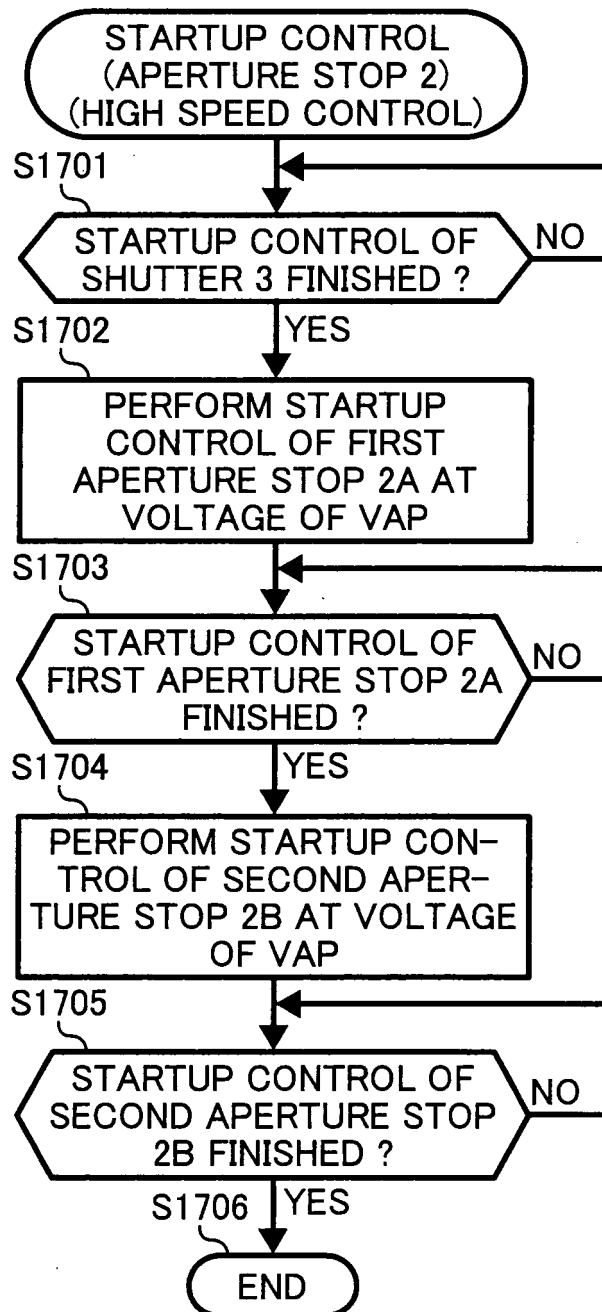 STARTUP CONTROL
(APERTURE STOP 2)
(HIGH SPEED CONTROL)
S1701
STARTUP CONTROL OF
SHUTTER 3 FINISHED ?
NO
YES
S1702
PERFORM STARTUP
CONTROL OF FIRST
APERTURE STOP 2A AT
VOLTAGE OF VAP
S1703
STARTUP CONTROL OF
FIRST APERTURE STOP 2A
FINISHED ?
NO
YES
S1704
PERFORM STARTUP CON-
TROL OF SECOND APER-
TURE STOP 2B AT VOLTAGE
OF VAP
S1705
STARTUP CONTROL OF
SECOND APERTURE STOP
2B FINISHED ?
NO
YES
S1706
END